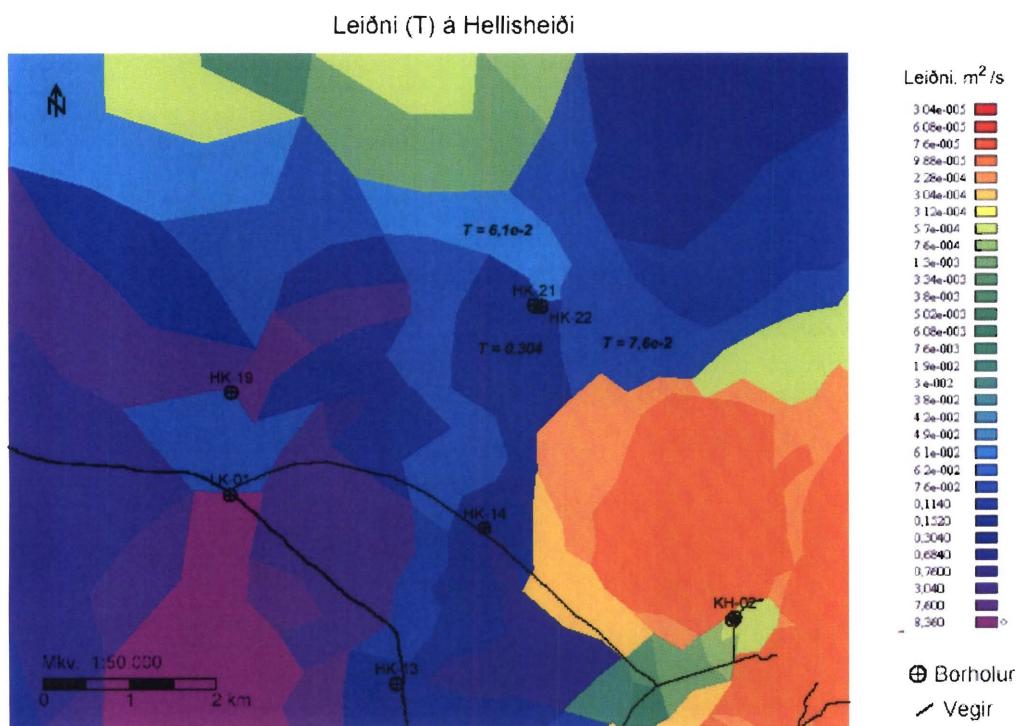 Leiðni (T) á Hellisheiði
N
T = 6,1e-2
HK-21
HK-22
T = 0,304
T = 7,6e-2
HK-19
LK-01
HK-14
KH-02
HK-13
Mkv. 1:50 000
0 1 2 km
Leiðni, m²/s
3.04e-005
6.08e-005
7.6e-005
9.88e-005
2.28e-004
3.04e-004
3.12e-004
5.7e-004
7.6e-004
1.3e-003
3.34e-003
3.8e-003
5.02e-003
6.08e-003
7.6e-003
1.9e-002
3e-002
3.8e-002
4.2e-002
4.9e-002
6.1e-002
6.2e-002
7.6e-002
0,1140
0,1520
0,3040
0,6840
0,7600
3,040
7,600
8,360
Borholur
Vegir